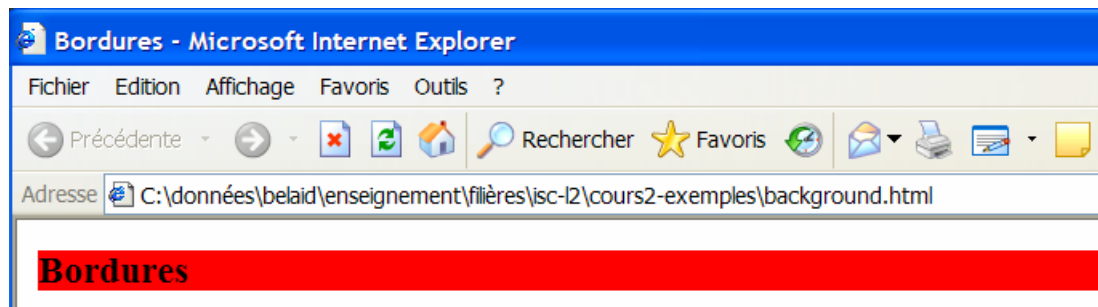 Bordures - Microsoft Internet Explorer
Fichier Edition Affichage Favoris Outils ?
Précédente Rechercher Favoris
Adresse C:\données\belaid\enseignement\filières\isc-l2\cours2-exemples\background.html
Bordures